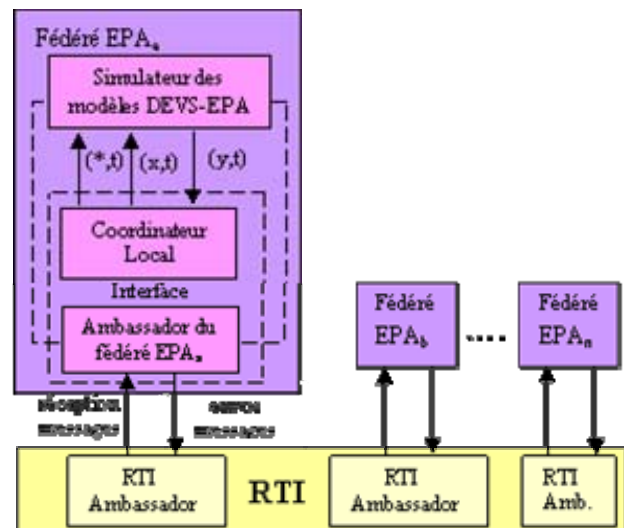 Fédéré EPAₐ
Simulateur des
modèles DEVS-EPA
(*,t) (x,t) (y,t)
Coordinateur
Local
Interface
Ambassador du
fédéré EPAₐ
réception
messages
envoi
messages
Fédéré
EPA_b
....
Fédéré
EPAₙ
RTI
Ambassador
RTI
RTI
Ambassador
RTI
Amb.